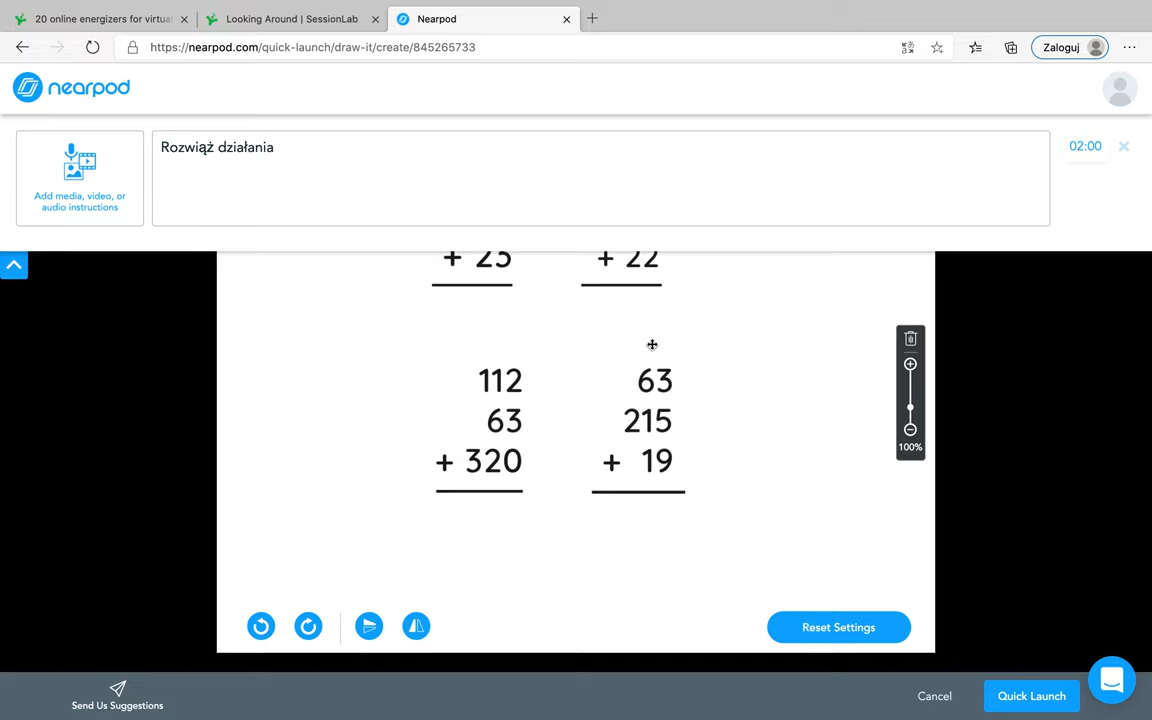 20 online energizers for virtua
Looking Around | SessionLab
Nearpod
https://nearpod.com/quick-launch/draw-it/create/845265733
Zaloguj
nearpod
Add media, video, or
audio instructions
Rozwiąż działania
02:00
+ 23 + 22
112 63
63 215
+ 320 + 19
100%
Reset Settings
Send Us Suggestions
Cancel
Quick Launch